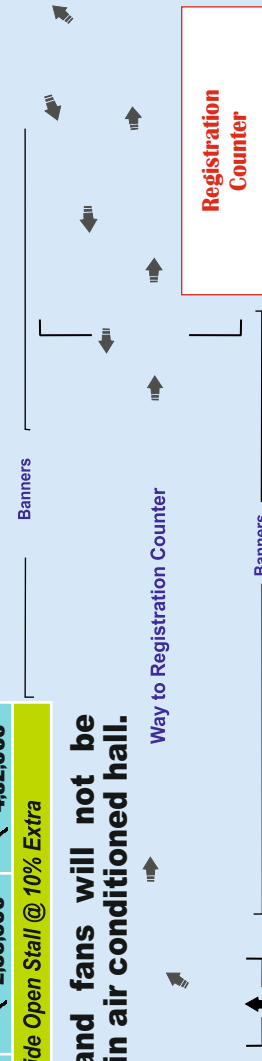 Banners
Registration
Counter
Way to Registration Counter
Banners
ide Open Stall @ 10% Extra
and fans will not be
in air conditioned hall.